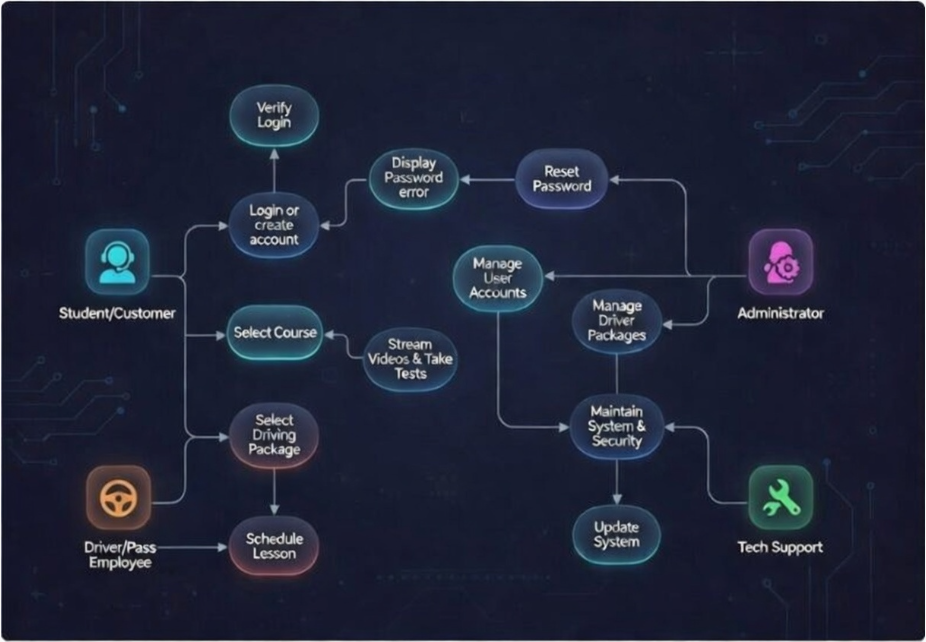 Verify
Login
Display
Password
error
Reset
Password
Login or
create
account
Manage
User
Accounts
Student/Customer
Administrator
Manage
Driver
Packages
Select Course
Stream
Videos & Take
Tests
Select
Driving
Package
Maintain
System &
Security
Schedule
Lesson
Update
System
Driver/Pass
Employee
Tech Support